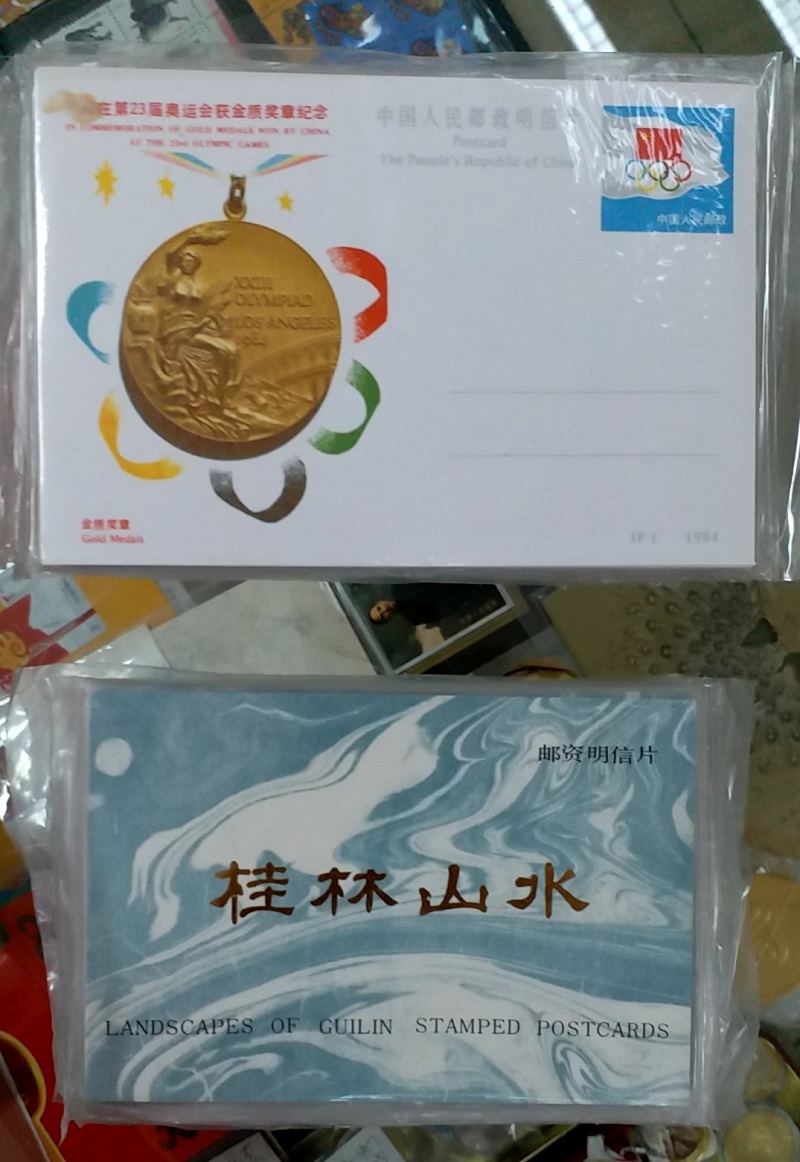 在第23届奥运会获金质奖章纪念
IN COMMEMORATION OF GOLD MEDALS WON BY CHINA
AT THE 23rd OLYMPIC GAMES
中国人民邮政明信片
Postcard
The People's Republic of China
中国人民邮政
XXIII
OLYMPIAD
LOS ANGELES
1984
金质奖章
Gold Medals
JP 1 1984
邮资明信片
桂林山水
LANDSCAPES OF GUILIN STAMPED POSTCARDS